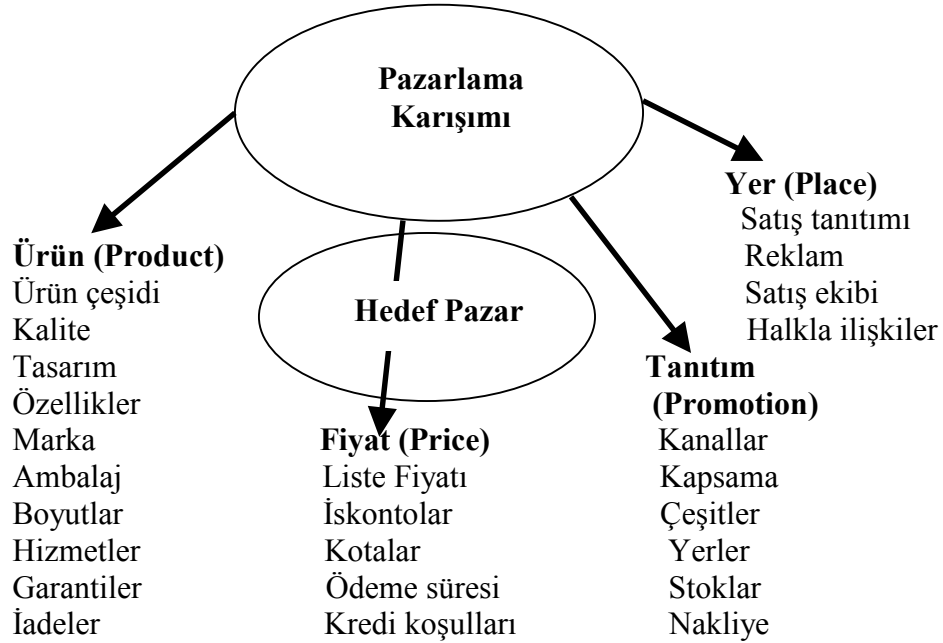 Pazarlama
Karışımı
Hedef Pazar
Ürün (Product)
Ürün çeşidi
Kalite
Tasarım
Özellikler
Marka
Ambalaj
Boyutlar
Hizmetler
Garantiler
İadeler
Fiyat (Price)
Liste Fiyatı
İskontolar
Kotalar
Ödeme süresi
Kredi koşulları
Tanıtım
(Promotion)
Kanallar
Kapsama
Çeşitler
Yerler
Stoklar
Nakliye
Yer (Place)
Satış tanıtımı
Reklam
Satış ekibi
Halkla ilişkiler